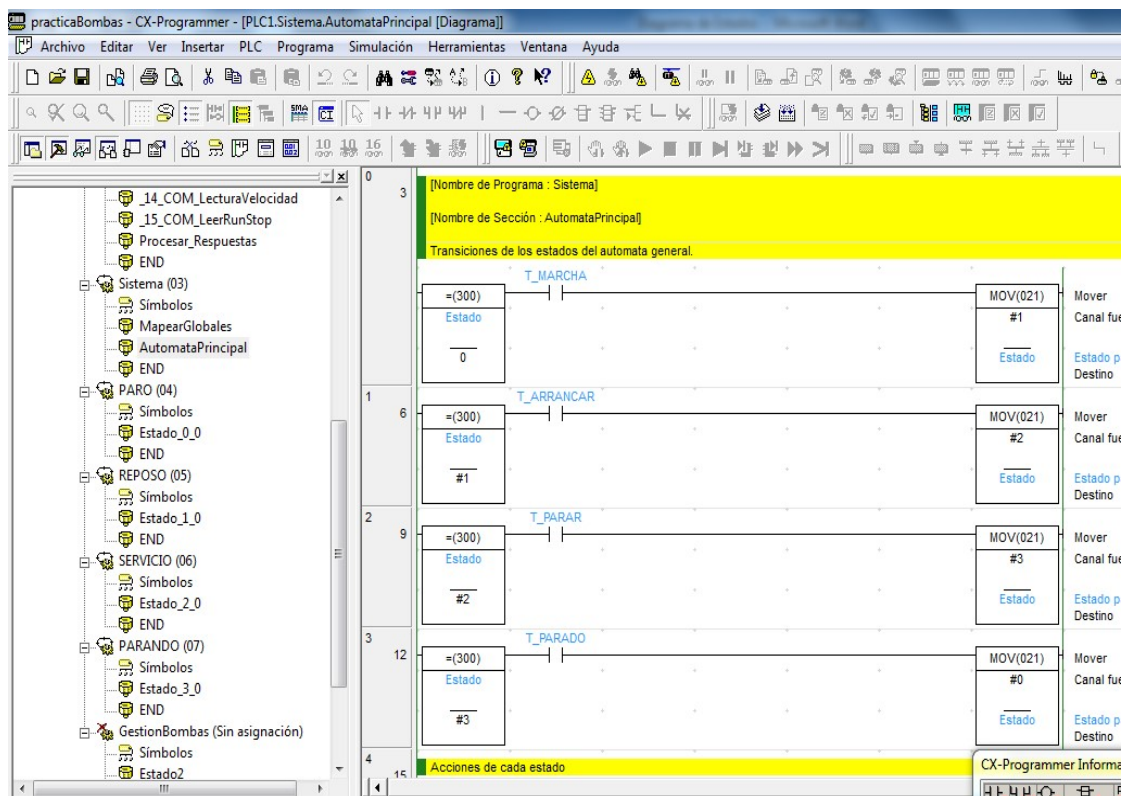 practicaBombas - CX-Programmer - [PLC1.Sistema.AutomataPrincipal [Diagrama]]
Archivo Editar Ver Insertar PLC Programa Simulación Herramientas Ventana Ayuda
SMA
CT
10 10 16
_14_COM_LecturaVelocidad
_15_COM_LeerRunStop
Procesar_Respuestas
END
Sistema (03)
Símbolos
MapearGlobales
AutomataPrincipal
END
PARO (04)
Símbolos
Estado_0_0
END
REPOSO (05)
Símbolos
Estado_1_0
END
SERVICIO (06)
Símbolos
Estado_2_0
END
PARANDO (07)
Símbolos
Estado_3_0
END
GestionBombas (Sin asignación)
Símbolos
Estado2
0
3
[Nombre de Programa : Sistema]
[Nombre de Sección : AutomataPrincipal]
Transiciones de los estados del automata general.
T_MARCHA
=(300)
Estado
0
MOV(021)
#1
Estado
Mover
Canal fue
Estado p
Destino
1
6
T_ARRANCAR
=(300)
Estado
#1
MOV(021)
#2
Estado
Mover
Canal fue
Estado p
Destino
2
9
T_PARAR
=(300)
Estado
#2
MOV(021)
#3
Estado
Mover
Canal fue
Estado p
Destino
3
12
T_PARADO
=(300)
Estado
#3
MOV(021)
#0
Estado
Mover
Canal fue
Estado p
Destino
4
15
Acciones de cada estado
CX-Programmer Informa